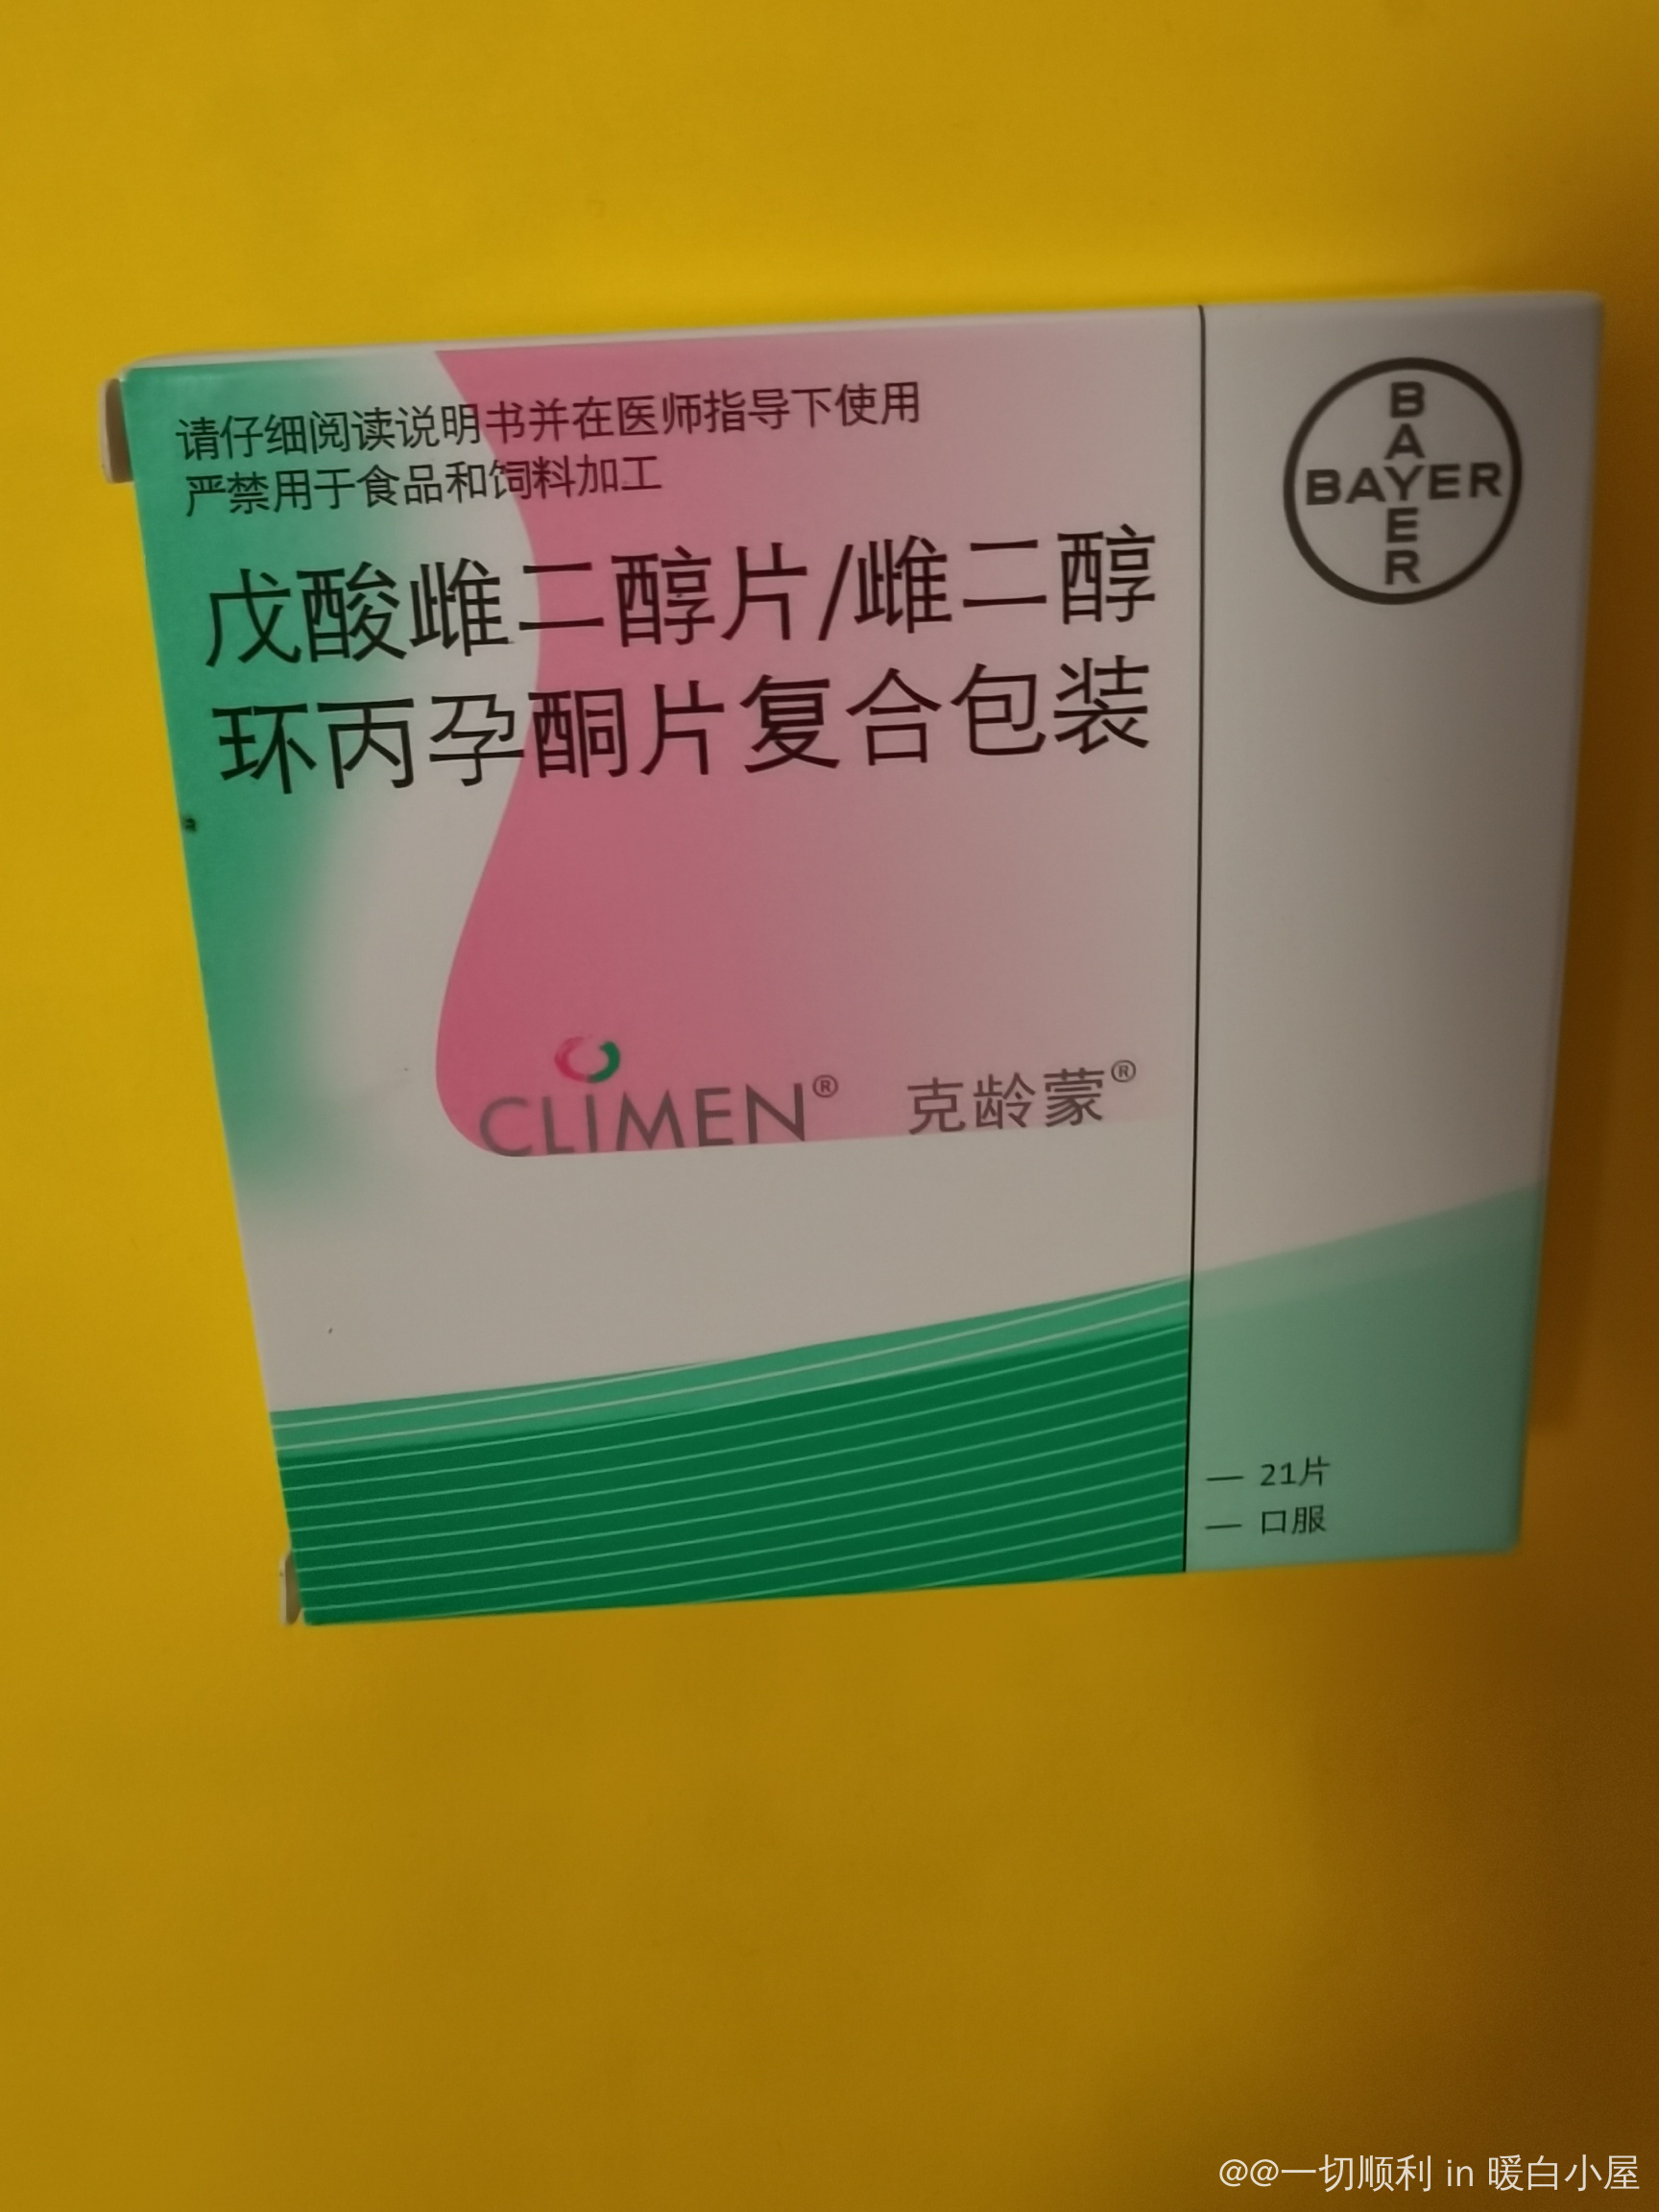 请仔细阅读说明书并在医师指导下使用
严禁用于食品和饲料加工
戊酸雌二醇片/雌二醇
环丙孕酮片复合包装
CLIMEN® 克龄蒙®
BAYER
BAYER
— 21片
— 口服
@@一切顺利 in 暖白小屋